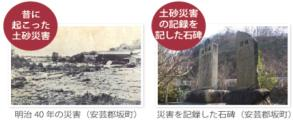 昔に
起こった
土砂災害
明治 40 年の災害（安芸郡坂町）
土砂災害
の記録を
記した石碑
災害を記録した石碑（安芸郡坂町）